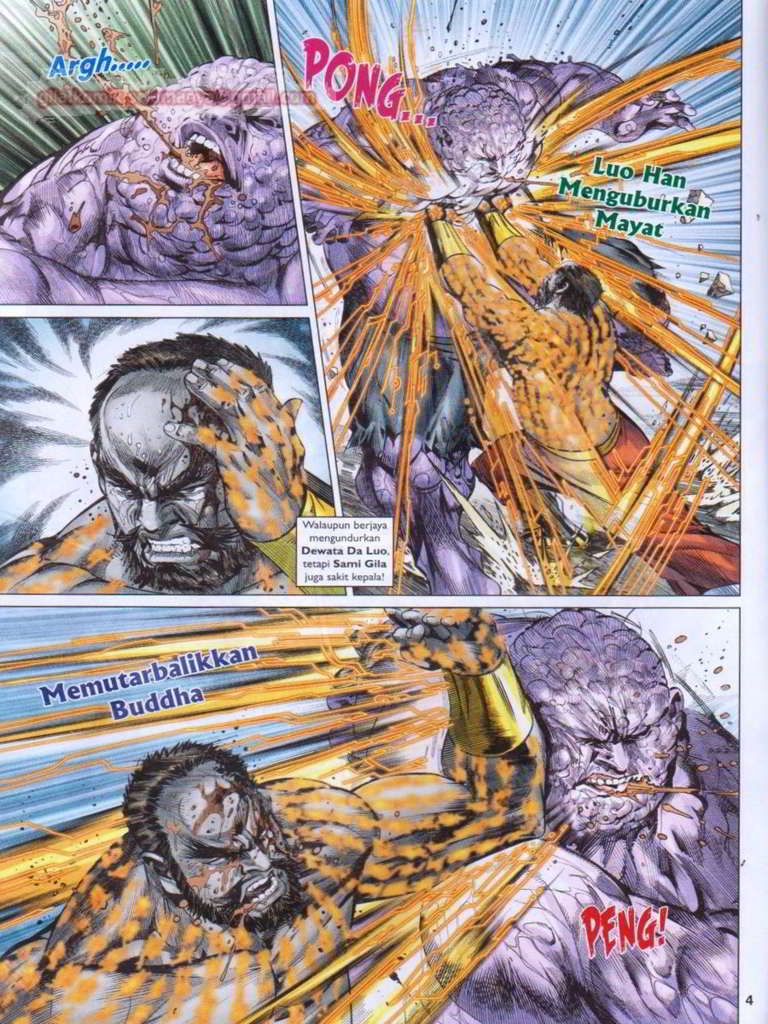 Argh.....
PONG...
Luo Han
Menguburkan
Mayat
Walaupun berjaya
mengundurkan
Dewata Da Luo,
tetapi Sami Gila
juga sakit kepala!
Memutarbalikkan
Buddha
PENG!
4